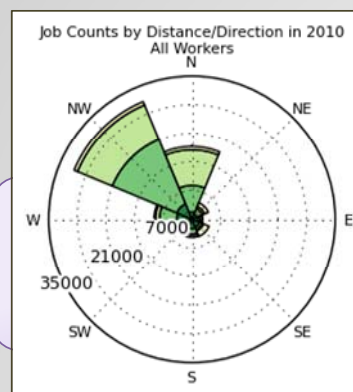 Job Counts by Distance/Direction in 2010
All Workers
N
NW
NE
W
E
7000
21000
35000
SW
SE
S